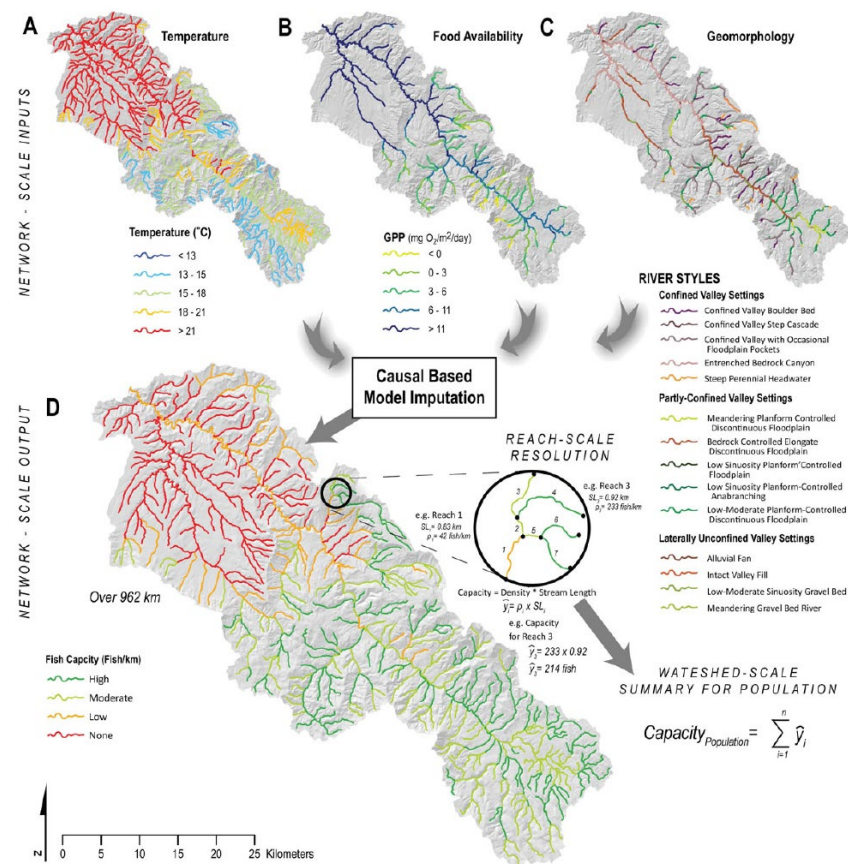 A
Temperature
B
Food Availability
C
Geomorphology
NETWORK - SCALE INPUTS
Temperature (°C)
< 13
13 - 15
15 - 18
18 - 21
> 21
GPP (mg O₂/m²/day)
< 0
0 - 3
3 - 6
6 - 11
> 11
RIVER STYLES
Confined Valley Settings
Confined Valley Boulder Bed
Confined Valley Step Cascade
Confined Valley with Occasional
Floodplain Pockets
Entrenched Bedrock Canyon
Steep Perennial Headwater
Partly-Confined Valley Settings
Meandering Planform Controlled
Discontinuous Floodplain
Bedrock Controlled Elongate
Discontinuous Floodplain
Low Sinuosity Planform Controlled
Floodplain
Low Sinuosity Planform-Controlled
Anabranching
Low-Moderate Planform-Controlled
Discontinuous Floodplain
Laterally Unconfined Valley Settings
Alluvial Fan
Intact Valley Fill
Low-Moderate Sinuosity Gravel Bed
Meandering Gravel Bed River
Causal Based
Model Imputation
D
NETWORK - SCALE OUTPUT
REACH-SCALE
RESOLUTION
e.g. Reach 1
SLᵢ= 0.83 km
ρᵢ= 42 fish/km
e.g. Reach 3
SLᵢ= 0.92 km
ρᵢ= 233 fish/km
1
2
3
4
5
6
7
Capacity = Density * Stream Length
ŷᵢ= ρᵢ x SLᵢ
e.g. Capacity
for Reach 3
ŷ₃= 233 x 0.92
ŷ₃= 214 fish
Over 962 km
Fish Capcity (Fish/km)
High
Moderate
Low
None
WATESHED-SCALE
SUMMARY FOR POPULATION
Capacity Population = n ∑ i=1 ŷᵢ
N
0 5 10 15 20 25 Kilometers